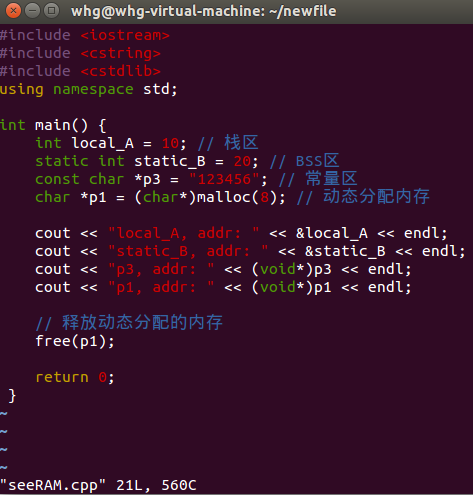 whg@whg-virtual-machine: ~/newfile
#include <iostream>
#include <cstring>
#include <cstdlib>
using namespace std;
int main() {
    int local_A = 10; // 栈区
    static int static_B = 20; // BSS区
    const char *p3 = "123456"; // 常量区
    char *p1 = (char*)malloc(8); // 动态分配内存
    cout << "local_A, addr: " << &local_A << endl;
    cout << "static_B, addr: " << &static_B << endl;
    cout << "p3, addr: " << (void*)p3 << endl;
    cout << "p1, addr: " << (void*)p1 << endl;
    // 释放动态分配的内存
    free(p1);
    return 0;
 }
~
~
~
~
"seeRAM.cpp" 21L, 560C